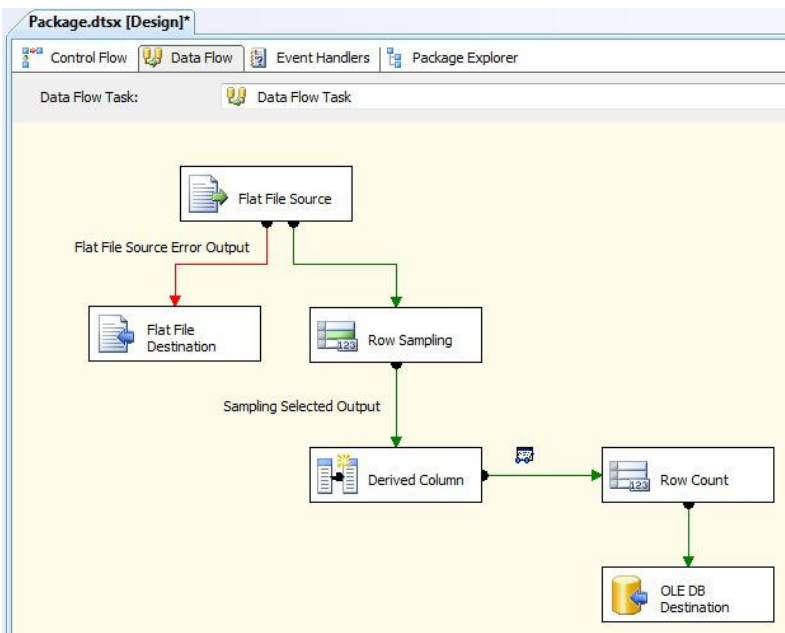 Package.dtsx [Design]*
Control Flow Data Flow Event Handlers Package Explorer
Data Flow Task: Data Flow Task
Flat File Source
Flat File Source Error Output
Flat File
Destination
Row Sampling
123
Sampling Selected Output
Derived Column
Row Count
123
OLE DB
Destination